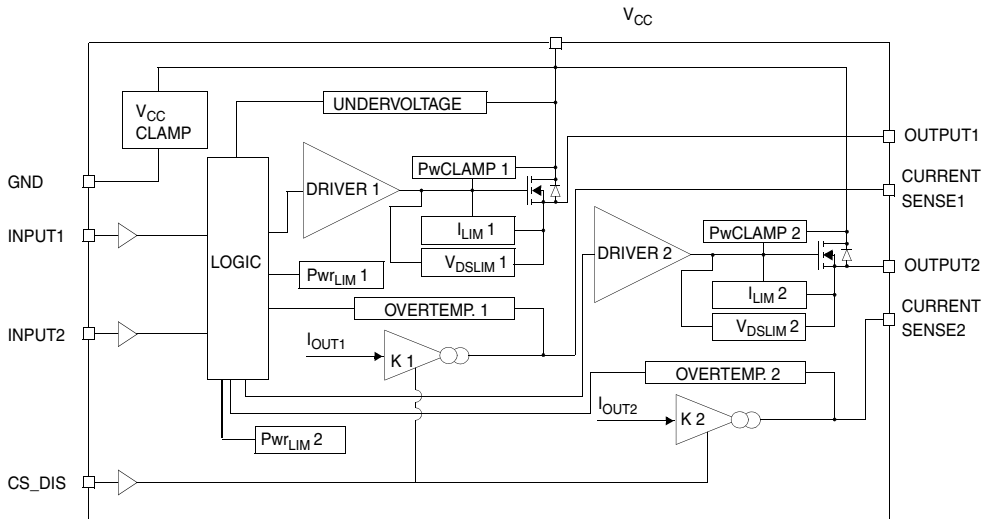 VCC
VCC
CLAMP
UNDERVOLTAGE
OUTPUT1
GND
DRIVER 1
PwCLAMP 1
CURRENT
SENSE1
INPUT1
LOGIC
ILIM 1
DRIVER 2
PwCLAMP 2
VDSLIM 1
PwrLIM 1
OUTPUT2
ILIM 2
OVERTEMP. 1
CURRENT
SENSE2
INPUT2
VDSLIM 2
IOUT1
K 1
OVERTEMP. 2
IOUT2
K 2
PwrLIM 2
CS_DIS